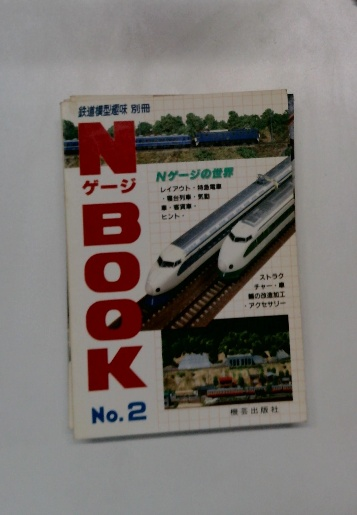 鉄道模型趣味 別冊
N
ゲージ
BOOK
No.2
Nゲージの世界
レイアウト・特急電車
・寝台列車・気動
車・客貨車・
ヒント・
ストラク
チャー・車
輛の改造加工
・アクセサリー
機芸出版社